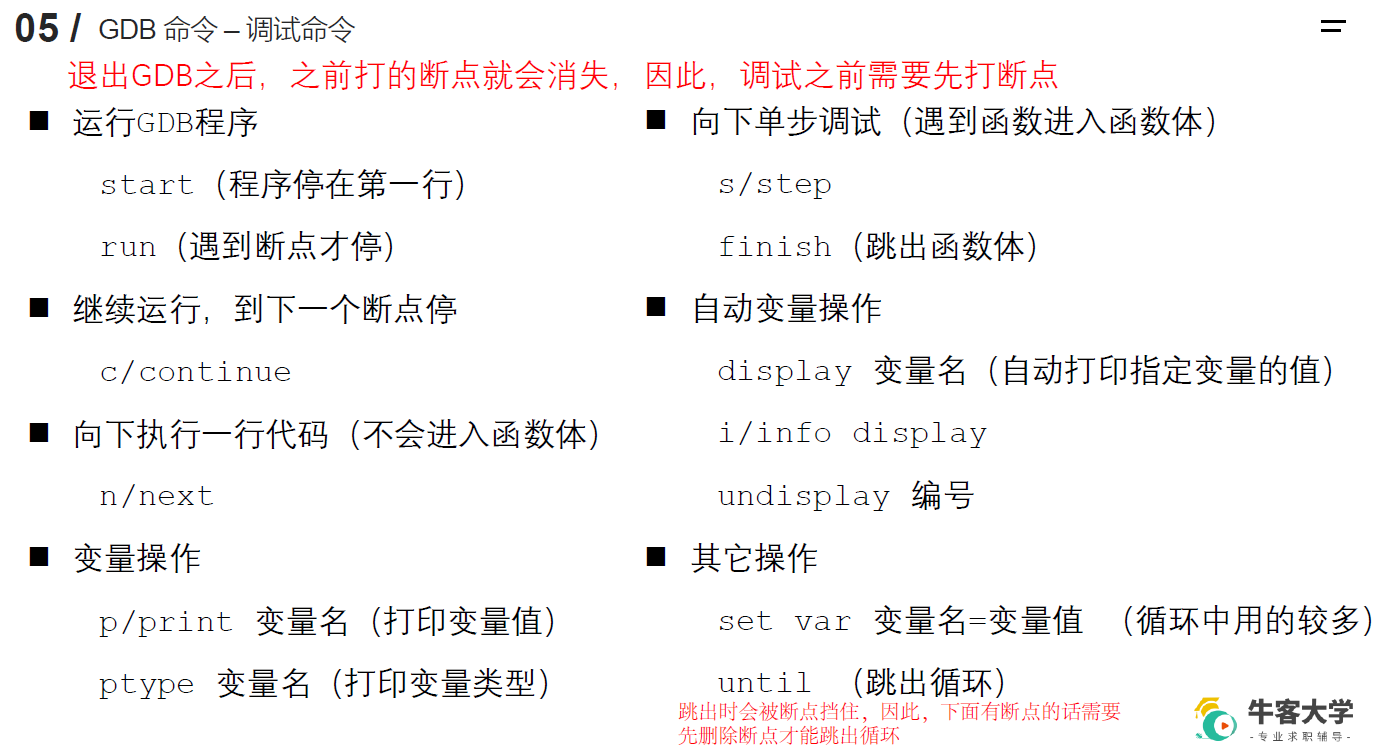 05 / GDB 命令 – 调试命令
退出GDB之后，之前打的断点就会消失，因此，调试之前需要先打断点
■ 运行GDB程序
start（程序停在第一行）
run（遇到断点才停）
■ 继续运行，到下一个断点停
c/continue
■ 向下执行一行代码（不会进入函数体）
n/next
■ 变量操作
p/print 变量名（打印变量值）
ptype 变量名（打印变量类型）
■ 向下单步调试（遇到函数进入函数体）
s/step
finish（跳出函数体）
■ 自动变量操作
display 变量名（自动打印指定变量的值）
i/info display
undisplay 编号
■ 其它操作
set var 变量名=变量值 （循环中用的较多）
until （跳出循环）
跳出时会被断点挡住，因此，下面有断点的话需要
先删除断点才能跳出循环
牛客大学
-专业求职辅导-